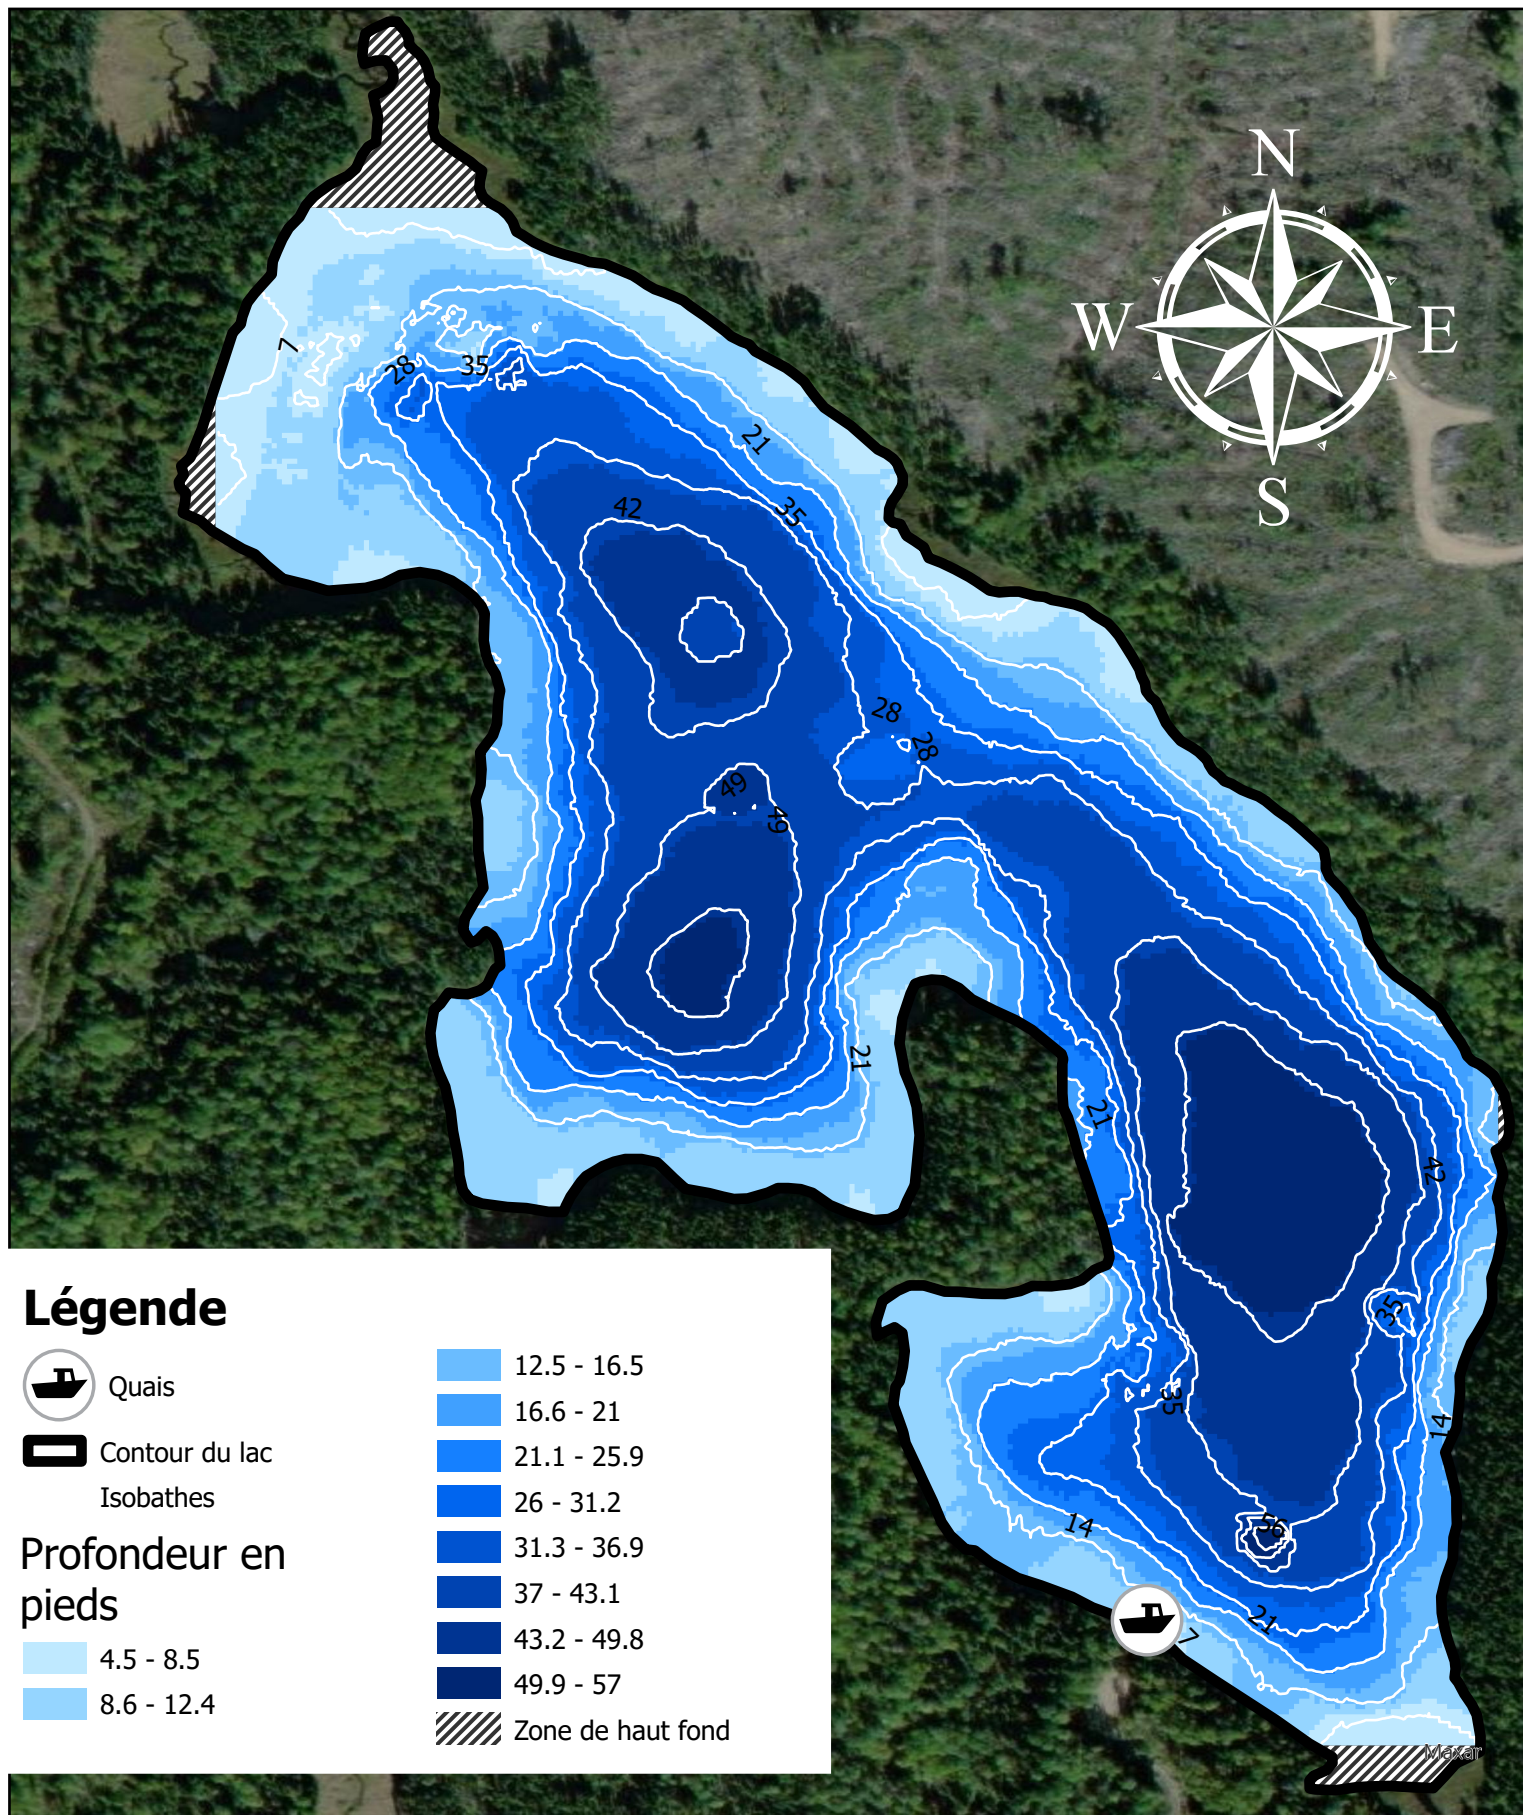 N
W
E
S
7
28
35
21
35
42
28
28
49
49
21
21
42
35
35
14
14
56
21
7
Légende
Quais
Contour du lac
Isobathes
Profondeur en
pieds
4.5 - 8.5
8.6 - 12.4
12.5 - 16.5
16.6 - 21
21.1 - 25.9
26 - 31.2
31.3 - 36.9
37 - 43.1
43.2 - 49.8
49.9 - 57
Zone de haut fond
Maxar